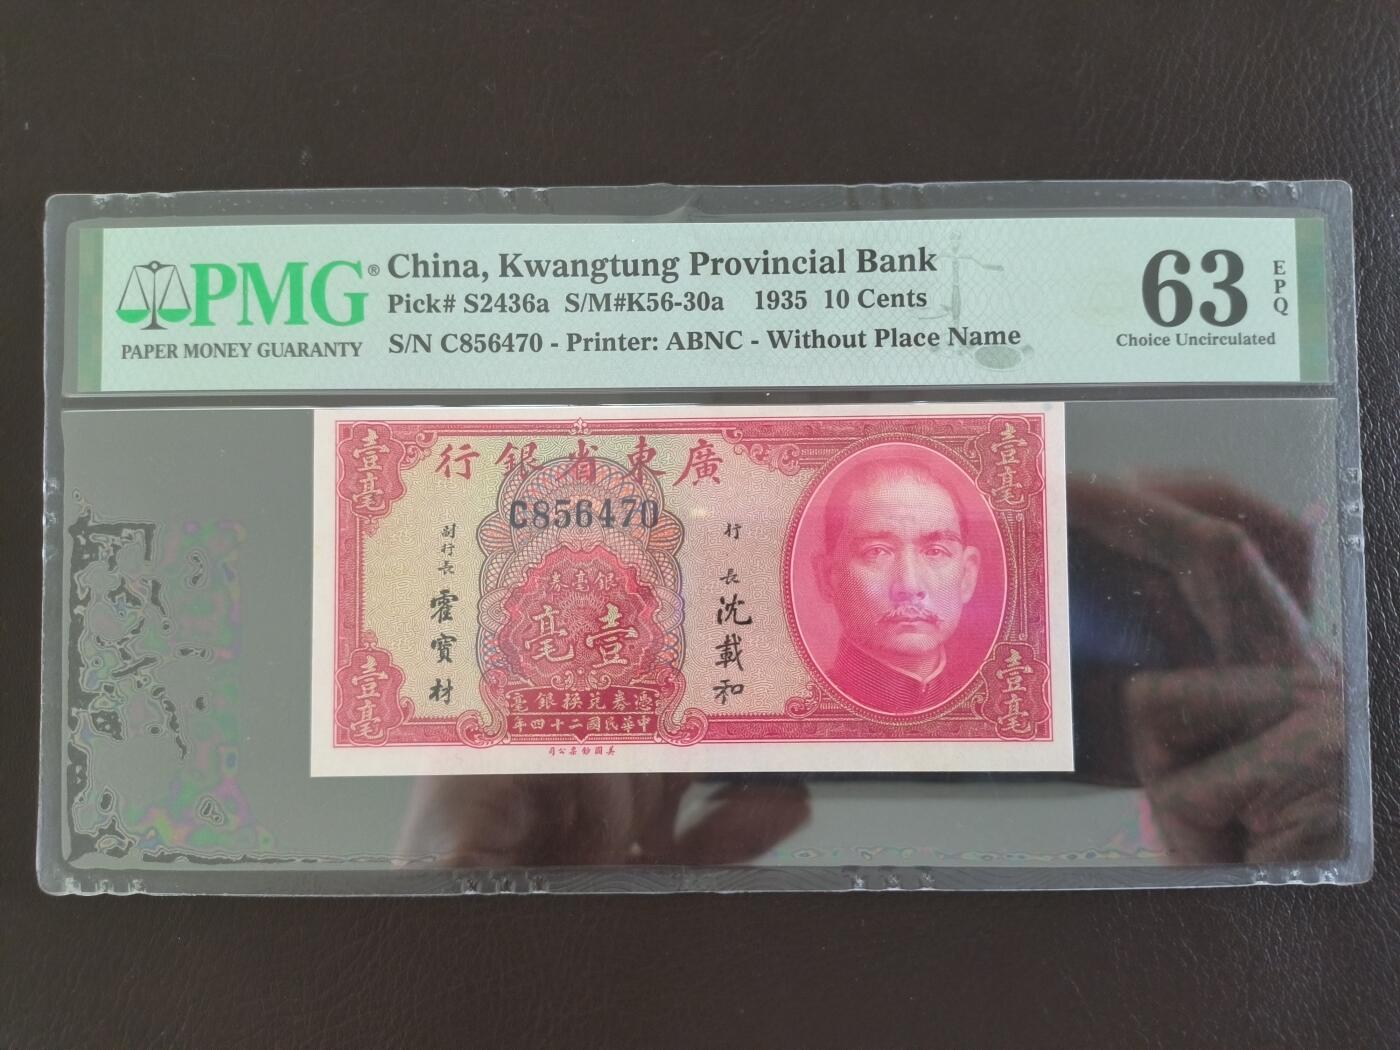 PMG®
PAPER MONEY GUARANTY
China, Kwangtung Provincial Bank
Pick# S2436a S/M#K56-30a 1935 10 Cents
S/N C856470 - Printer: ABNC - Without Place Name
63
EPQ
Choice Uncirculated
壹毫
行銀省東廣
壹毫
C856470
副行長
霍寶材
行長
沈載和
券毫銀
毫壹
毫銀換兌券憑
年四十二國民華中
壹毫
壹毫
司公票鈔國美